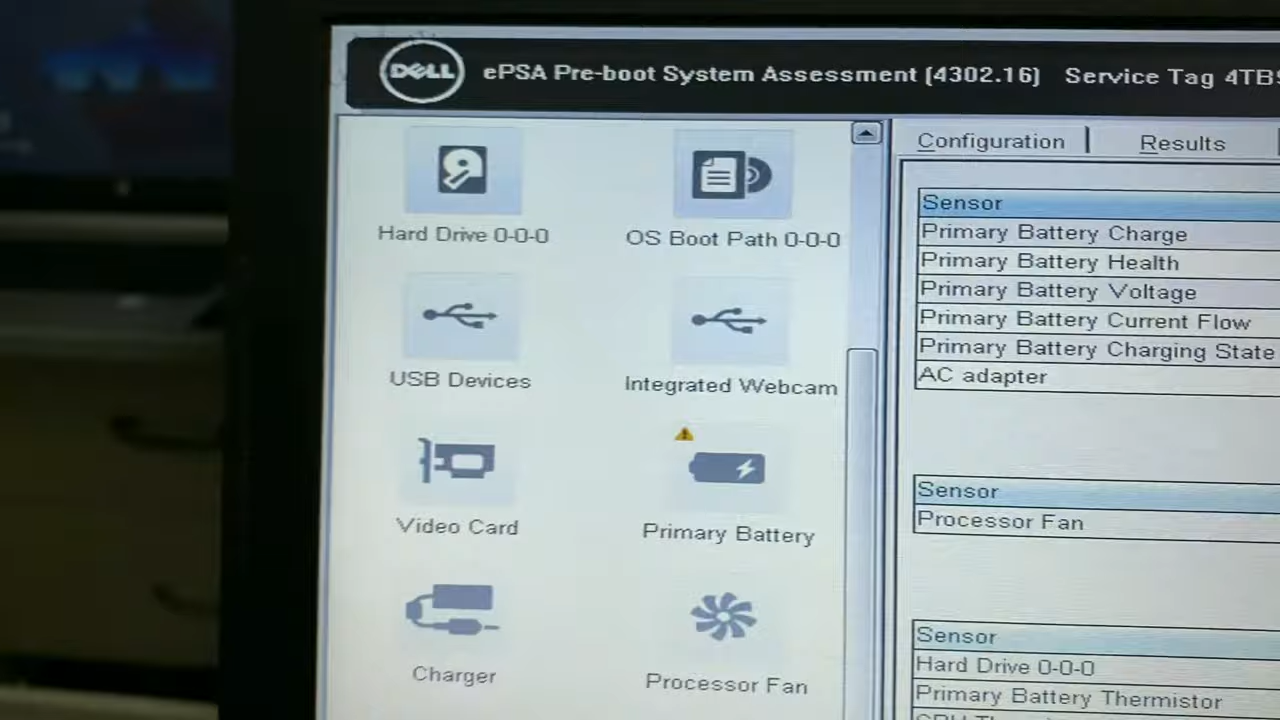 DELL ePSA Pre-boot System Assessment (4302.16) Service Tag 4TB
Configuration Results
Hard Drive 0-0-0 OS Boot Path 0-0-0
USB Devices Integrated Webcam
Video Card Primary Battery
Charger Processor Fan
Sensor
Primary Battery Charge
Primary Battery Health
Primary Battery Voltage
Primary Battery Current Flow
Primary Battery Charging State
AC adapter
Sensor
Processor Fan
Sensor
Hard Drive 0-0-0
Primary Battery Thermistor